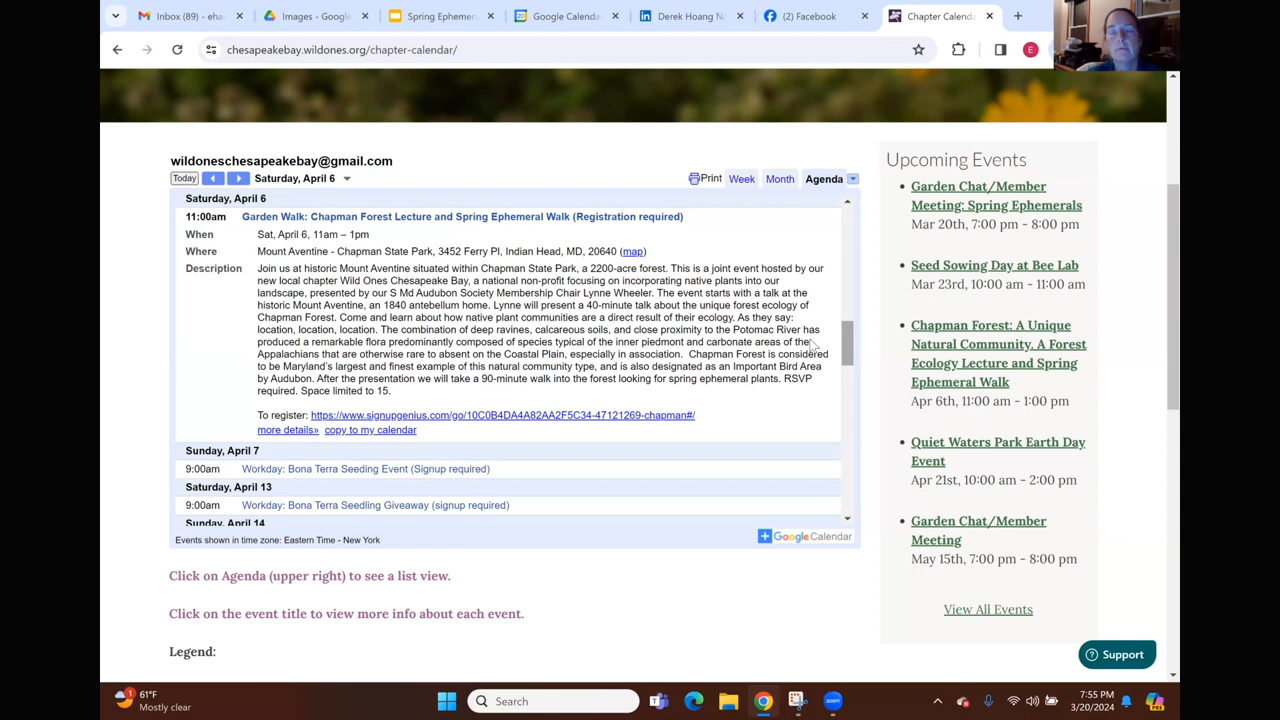 Inbox (89) - ehar
Images - Google
Spring Ephemer
Google Calenda
Derek Hoang N
(2) Facebook
Chapter Calend
chesapeakebay.wildones.org/chapter-calendar/
E
wildoneschesapeakebay@gmail.com
Today
Saturday, April 6
Print
Week
Month
Agenda
Saturday, April 6
11:00am Garden Walk: Chapman Forest Lecture and Spring Ephemeral Walk (Registration required)
When Sat, April 6, 11am – 1pm
Where Mount Aventine - Chapman State Park, 3452 Ferry Pl, Indian Head, MD, 20640 (map)
Description Join us at historic Mount Aventine situated within Chapman State Park, a 2200-acre forest. This is a joint event hosted by our
new local chapter Wild Ones Chesapeake Bay, a national non-profit focusing on incorporating native plants into our
landscape, presented by our S Md Audubon Society Membership Chair Lynne Wheeler. The event starts with a talk at the
historic Mount Aventine, an 1840 antebellum home. Lynne will present a 40-minute talk about the unique forest ecology of
Chapman Forest. Come and learn about how native plant communities are a direct result of their ecology. As they say:
location, location, location. The combination of deep ravines, calcareous soils, and close proximity to the Potomac River has
produced a remarkable flora predominantly composed of species typical of the inner piedmont and carbonate areas of the
Appalachians that are otherwise rare to absent on the Coastal Plain, especially in association. Chapman Forest is considered
to be Maryland's largest and finest example of this natural community type, and is also designated as an Important Bird Area
by Audubon. After the presentation we will take a 90-minute walk into the forest looking for spring ephemeral plants. RSVP
required. Space limited to 15.
To register: https://www.signupgenius.com/go/10C0B4DA4A82AA2F5C34-47121269-chapman#/
more details» copy to my calendar
Sunday, April 7
9:00am Workday: Bona Terra Seeding Event (Signup required)
Saturday, April 13
9:00am Workday: Bona Terra Seedling Giveaway (signup required)
Sunday, April 14
Events shown in time zone: Eastern Time - New York
Google Calendar
Click on Agenda (upper right) to see a list view.
Click on the event title to view more info about each event.
Legend:
Upcoming Events
Garden Chat/Member
Meeting: Spring Ephemerals
Mar 20th, 7:00 pm - 8:00 pm
Seed Sowing Day at Bee Lab
Mar 23rd, 10:00 am - 11:00 am
Chapman Forest: A Unique
Natural Community. A Forest
Ecology Lecture and Spring
Ephemeral Walk
Apr 6th, 11:00 am - 1:00 pm
Quiet Waters Park Earth Day
Event
Apr 21st, 10:00 am - 2:00 pm
Garden Chat/Member
Meeting
May 15th, 7:00 pm - 8:00 pm
View All Events
Support
1
61°F
Mostly clear
Search
zoom
7:55 PM
3/20/2024
PRE